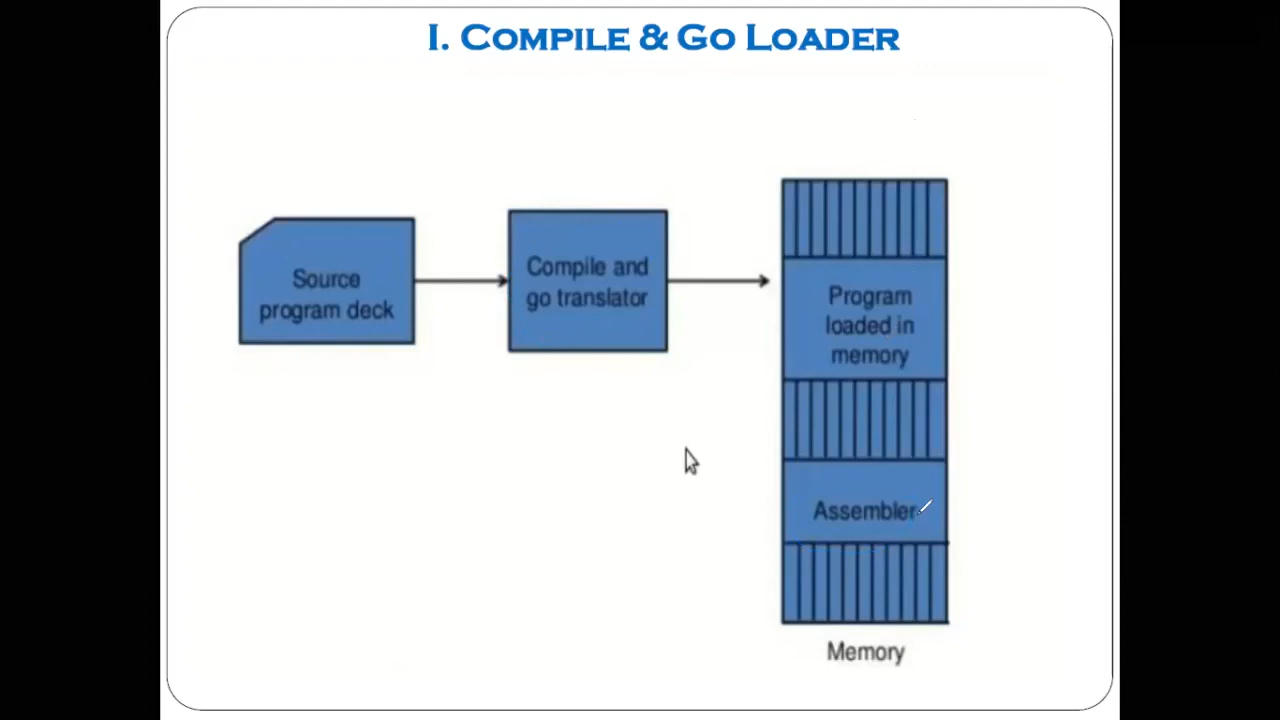 I. Compile & Go Loader
Source
program deck
Compile and
go translator
Program
loaded in
memory
Assembler
Memory